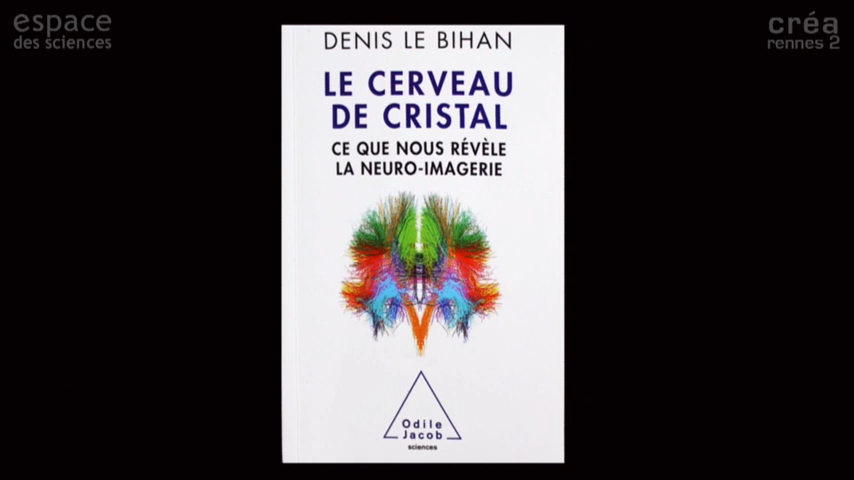 espace
des sciences
créa
rennes 2
DENIS LE BIHAN
LE CERVEAU
DE CRISTAL
CE QUE NOUS RÉVÈLE
LA NEURO-IMAGERIE
Odile
Jacob
sciences